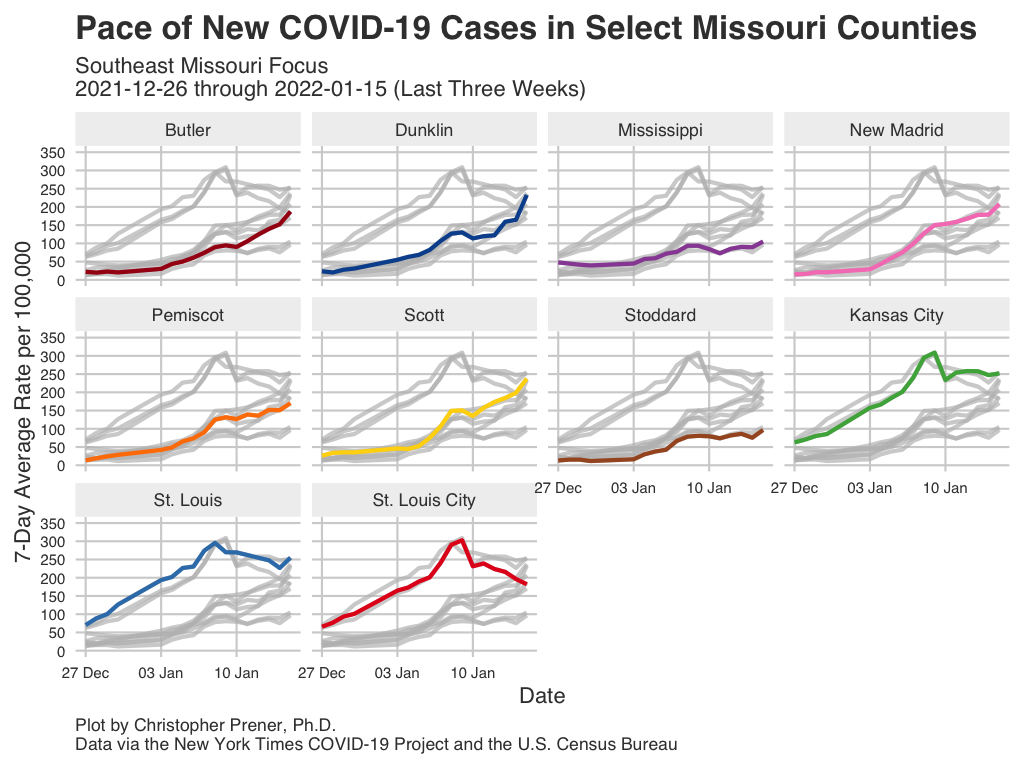 Pace of New COVID-19 Cases in Select Missouri Counties
Southeast Missouri Focus
2021-12-26 through 2022-01-15 (Last Three Weeks)
7-Day Average Rate per 100,000
Butler
Dunklin
Mississippi
New Madrid
350
300
250
200
150
100
50
0
Pemiscot
Scott
Stoddard
Kansas City
350
300
250
200
150
100
50
0
27 Dec
03 Jan
10 Jan
27 Dec
03 Jan
10 Jan
St. Louis
St. Louis City
350
300
250
200
150
100
50
0
27 Dec
03 Jan
10 Jan
27 Dec
03 Jan
10 Jan
Date
Plot by Christopher Prener, Ph.D.
Data via the New York Times COVID-19 Project and the U.S. Census Bureau